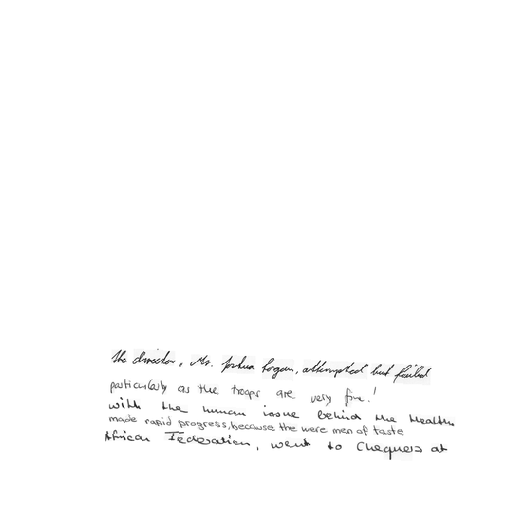 the director, Mr. Joshua Logan, attempted but failed
particularly as the troops are very fine!
with the human issue behind the Health
made rapid progress, because the were men of taste
African Federation, went to Chequers at